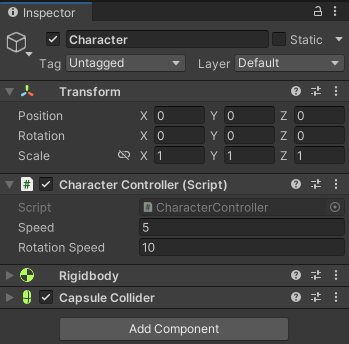 Inspector
Character Static
Tag Untagged Layer Default
Transform
Position X 0 Y 0 Z 0
Rotation X 0 Y 0 Z 0
Scale X 1 Y 1 Z 1
# Character Controller (Script)
Script # CharacterController
Speed 5
Rotation Speed 10
Rigidbody
Capsule Collider
Add Component